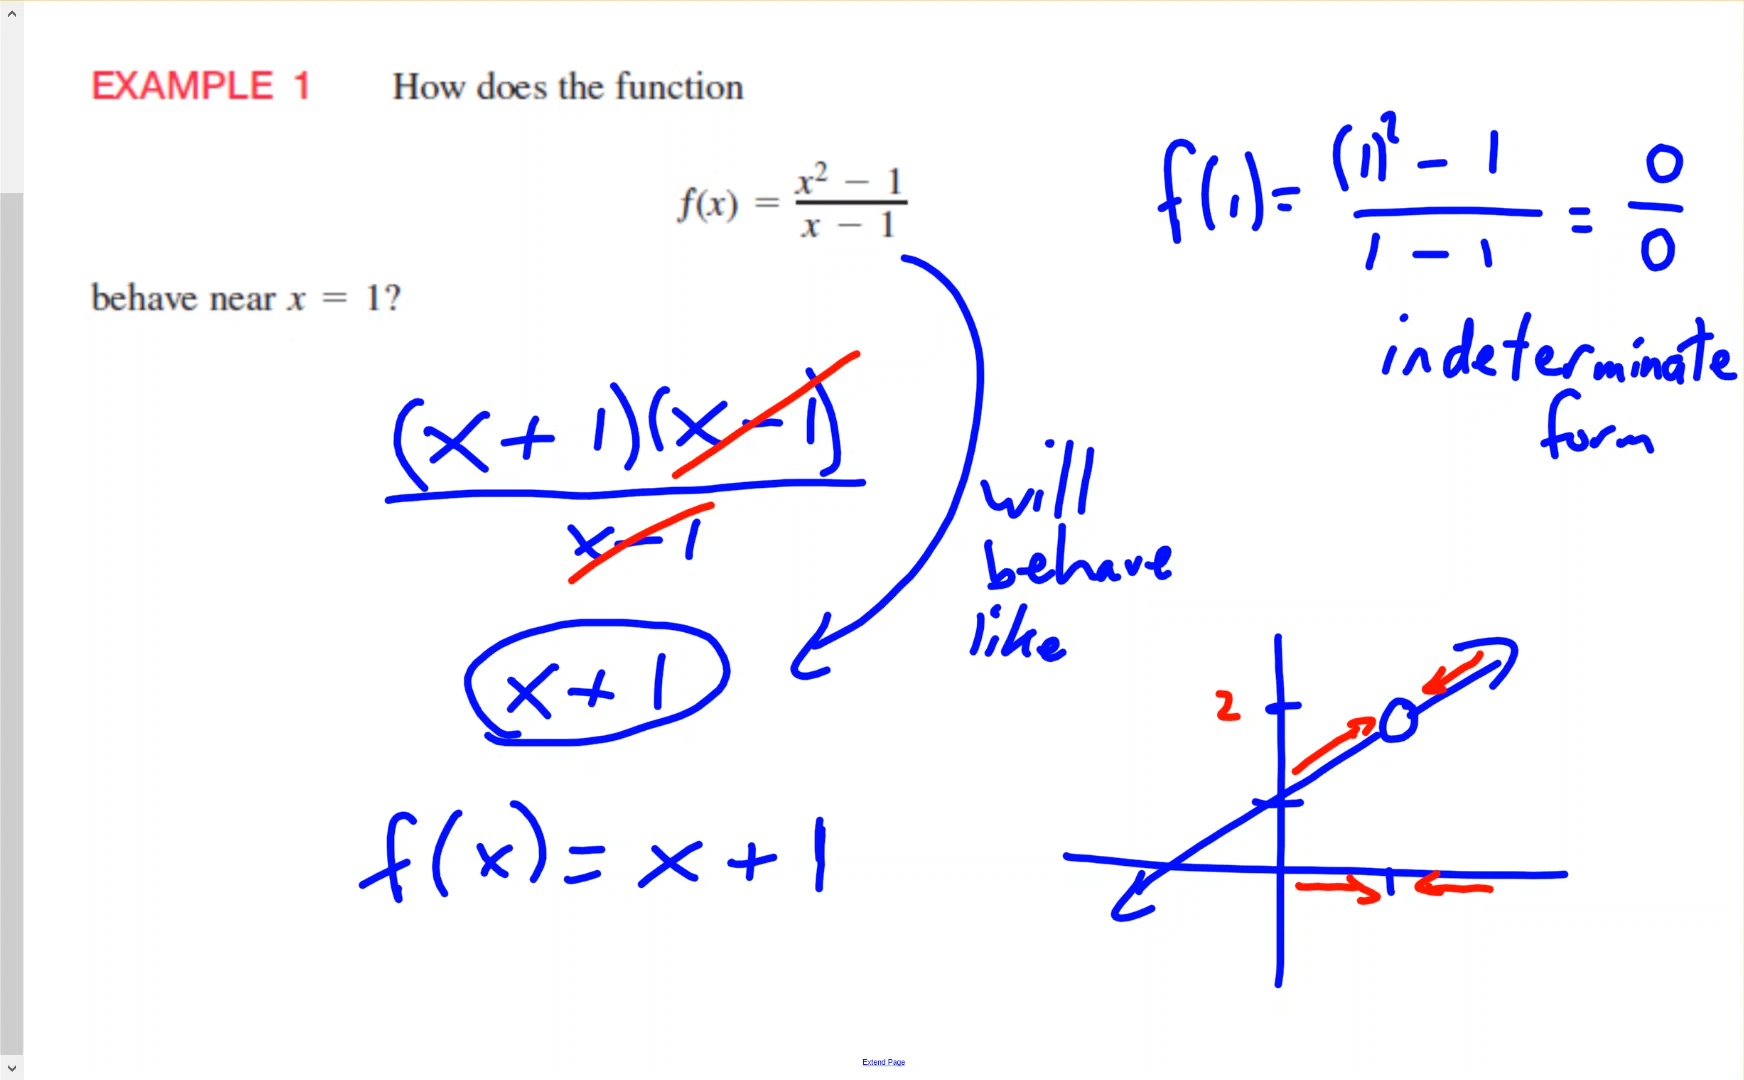 EXAMPLE 1 How does the function
f(x) = (x² − 1)/(x − 1)
behave near x = 1?
f(1) = ((1)² − 1)/(1 − 1) = 0/0
indeterminate
form
(x + 1)(x − 1)
x − 1
will
behave
like
x + 1
2
f(x) = x + 1
Extend Page